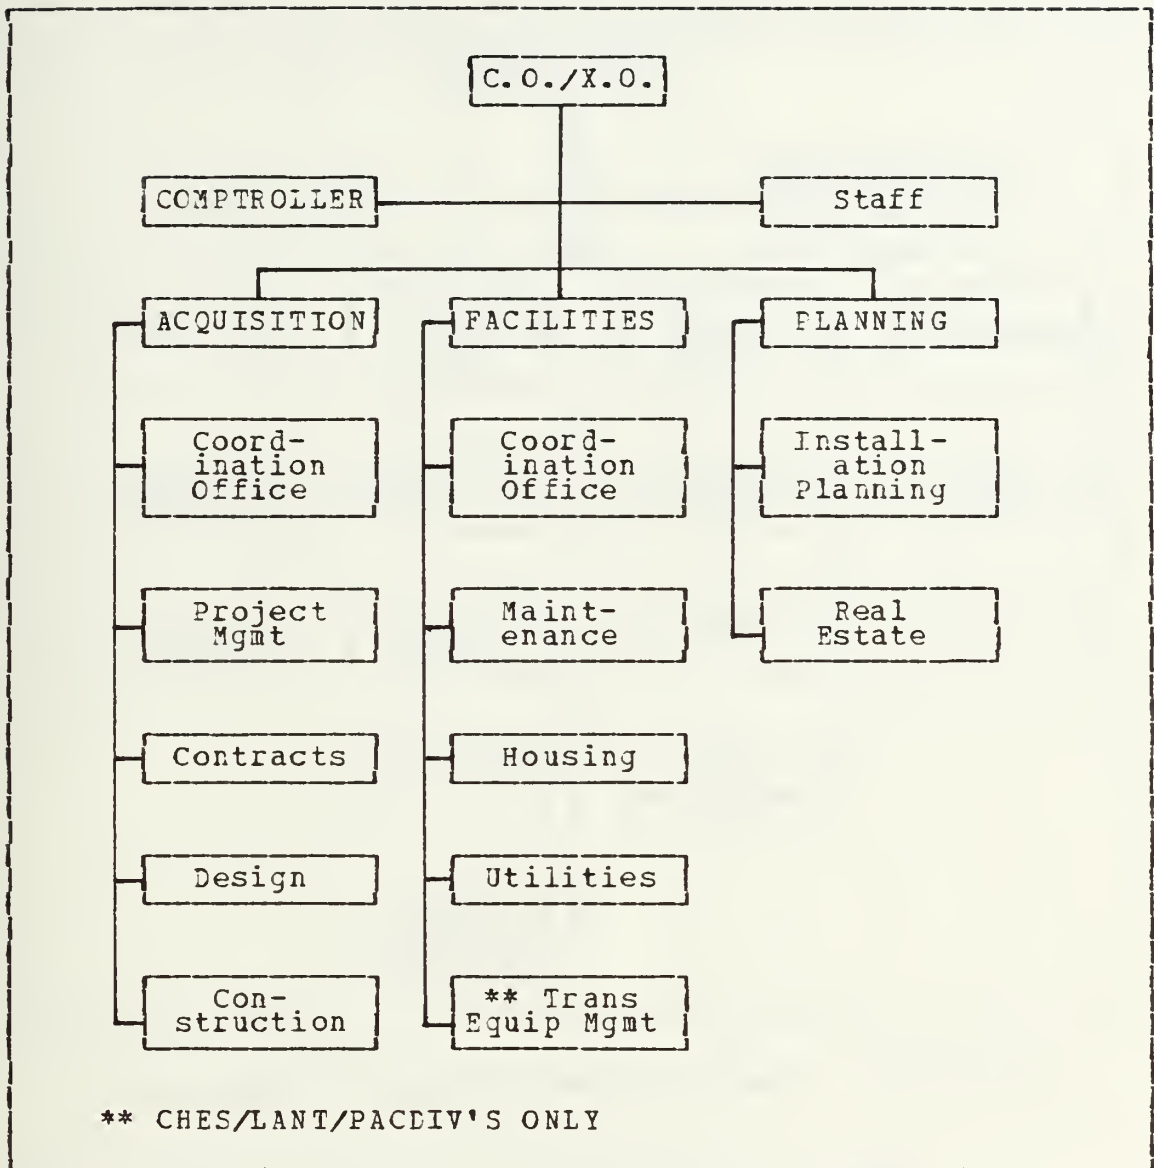 C.O./X.O.
COMPTROLLER
Staff
ACQUISITION
FACILITIES
PLANNING
Coord-
ination
Office
Coord-
ination
Office
Install-
ation
Planning
Project
Mgmt
Maint-
enance
Real
Estate
Contracts
Housing
Design
Utilities
Con-
struction
** Trans
Equip Mgmt
** CHES/LANT/PACDIV'S ONLY